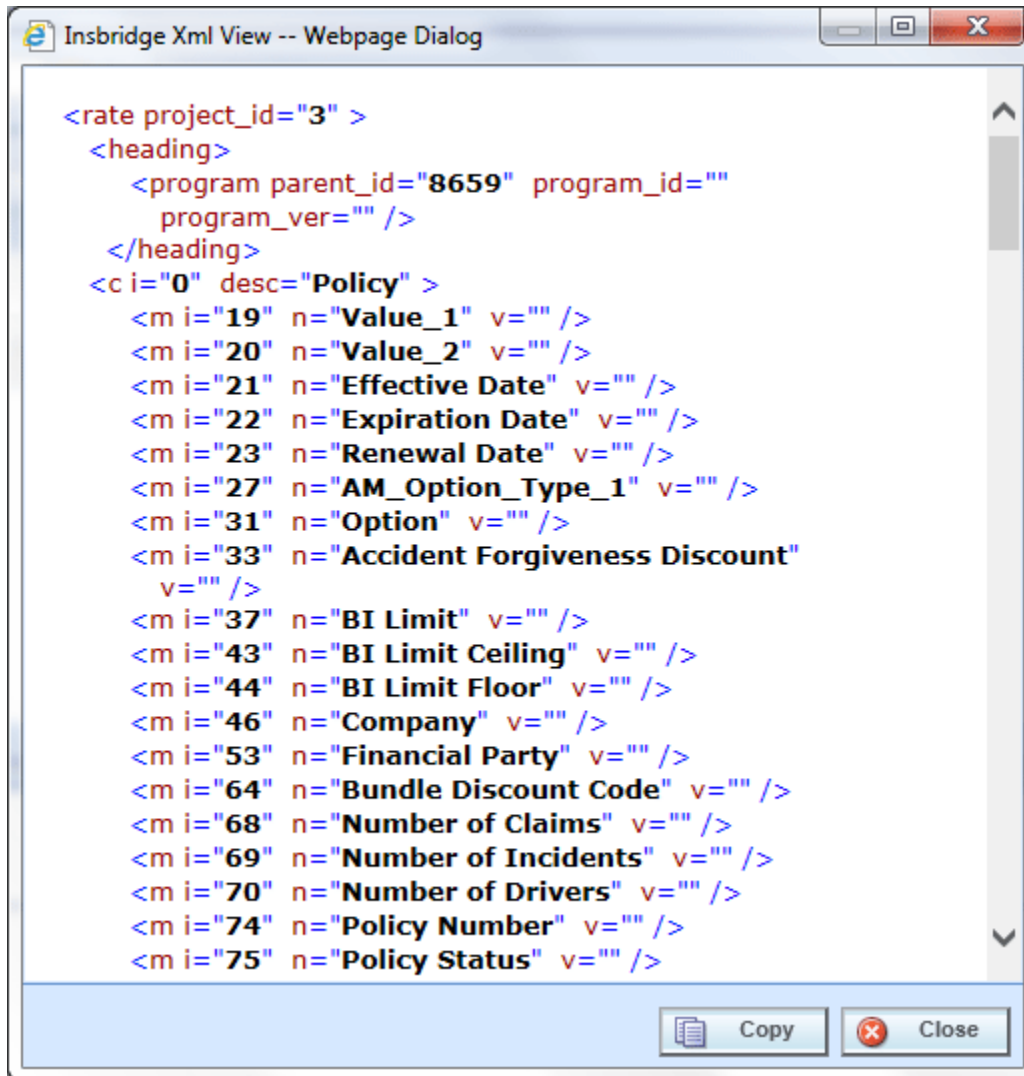 Insbridge Xml View -- Webpage Dialog
<rate project_id="3" >
<heading>
<program parent_id="8659" program_id=""
program_ver="" />
</heading>
<c i="0" desc="Policy" >
<m i="19" n="Value_1" v="" />
<m i="20" n="Value_2" v="" />
<m i="21" n="Effective Date" v="" />
<m i="22" n="Expiration Date" v="" />
<m i="23" n="Renewal Date" v="" />
<m i="27" n="AM_Option_Type_1" v="" />
<m i="31" n="Option" v="" />
<m i="33" n="Accident Forgiveness Discount"
v="" />
<m i="37" n="BI Limit" v="" />
<m i="43" n="BI Limit Ceiling" v="" />
<m i="44" n="BI Limit Floor" v="" />
<m i="46" n="Company" v="" />
<m i="53" n="Financial Party" v="" />
<m i="64" n="Bundle Discount Code" v="" />
<m i="68" n="Number of Claims" v="" />
<m i="69" n="Number of Incidents" v="" />
<m i="70" n="Number of Drivers" v="" />
<m i="74" n="Policy Number" v="" />
<m i="75" n="Policy Status" v="" />
Copy Close